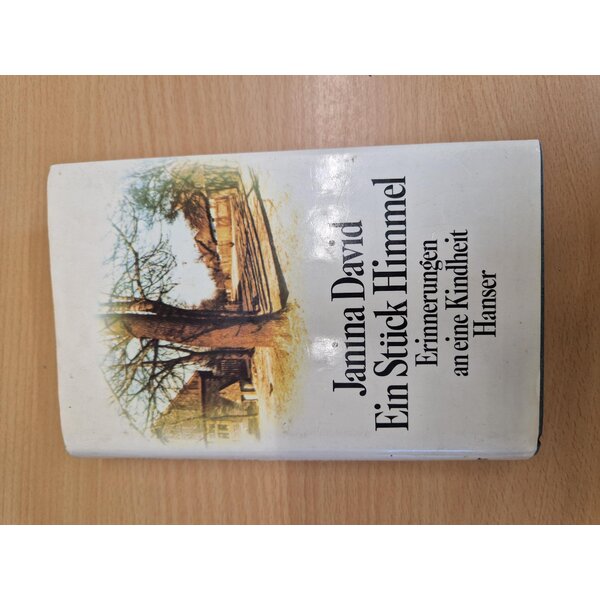 Janina David
Ein Stück Himmel
Erinnerungen
an eine Kindheit
Hanser